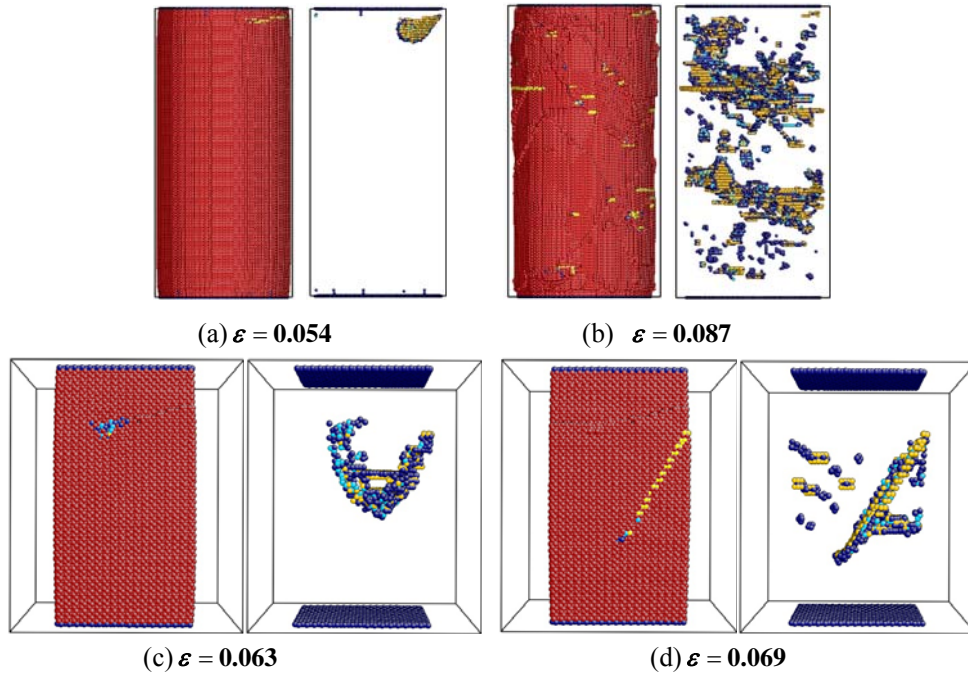 (a) ε = 0.054
(b) ε = 0.087
(c) ε = 0.063
(d) ε = 0.069